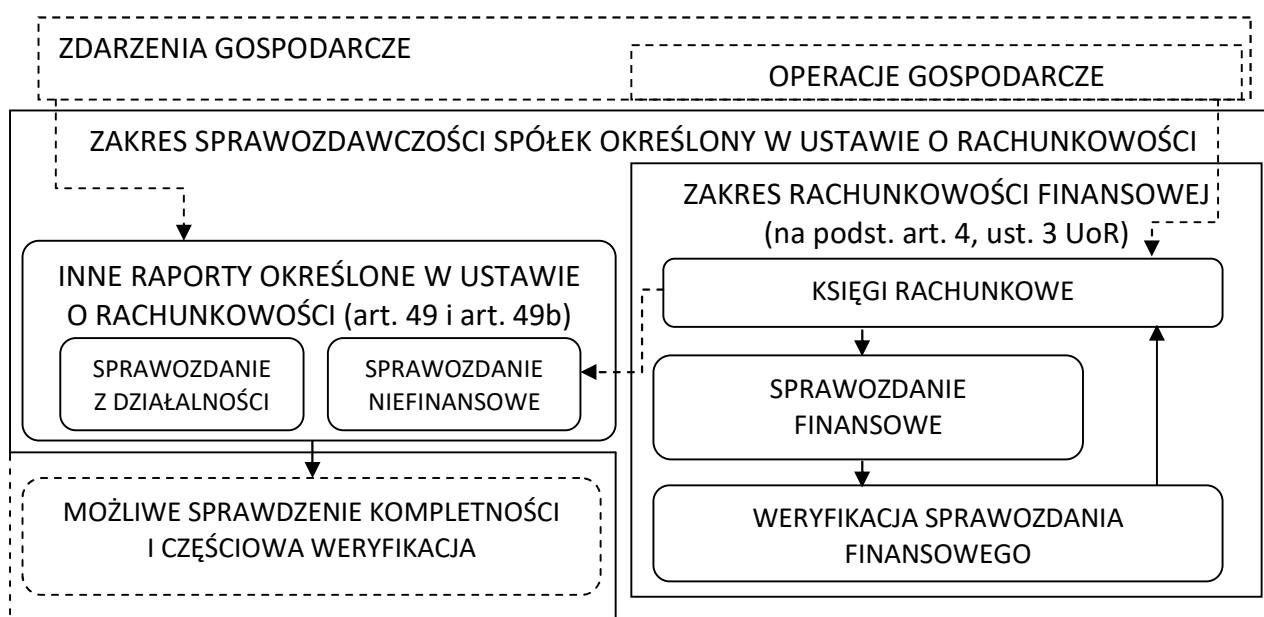 ZDARZENIA GOSPODARCZE
OPERACJE GOSPODARCZE
ZAKRES SPRAWOZDAWCZOŚCI SPÓŁEK OKREŚLONY W USTAWIE O RACHUNKOWOŚCI
ZAKRES RACHUNKOWOŚCI FINANSOWEJ
(na podst. art. 4, ust. 3 UoR)
INNE RAPORTY OKREŚLONE W USTAWIE
O RACHUNKOWOŚCI (art. 49 i art. 49b)
SPRAWOZDANIE
Z DZIAŁALNOŚCI
SPRAWOZDANIE
NIEFINANSOWE
KSIĘGI RACHUNKOWE
SPRAWOZDANIE
FINANSOWE
WERYFIKACJA SPRAWOZDANIA
FINANSOWEGO
MOŻLIWE SPRAWDZENIE KOMPLETNOŚCI
I CZĘŚCIOWA WERYFIKACJA